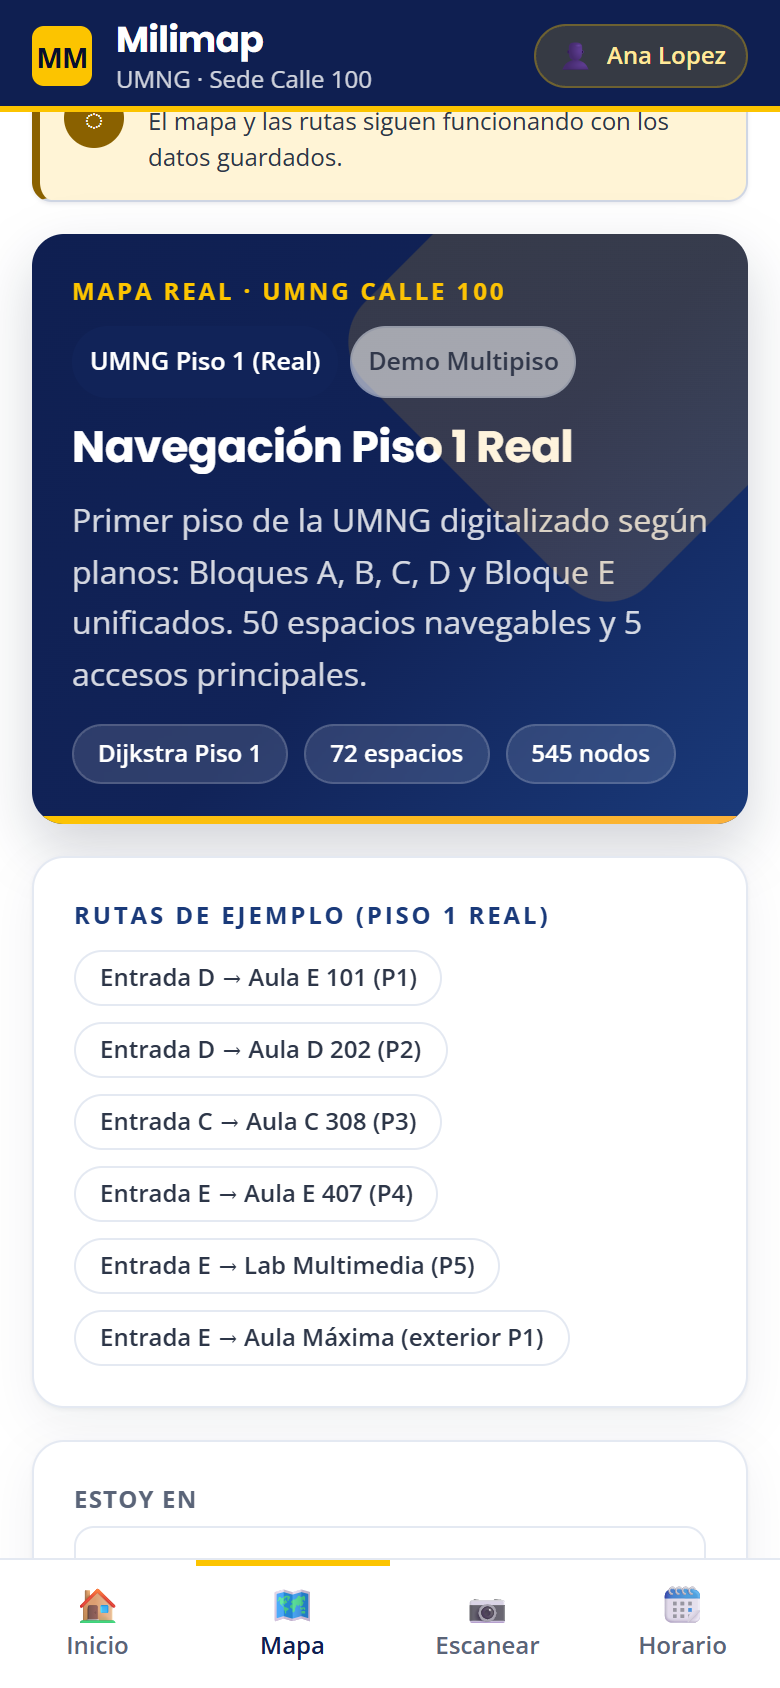 MM
Milimap
UMNG · Sede Calle 100
Ana Lopez
El mapa y las rutas siguen funcionando con los
datos guardados.
MAPA REAL · UMNG CALLE 100
UMNG Piso 1 (Real)
Demo Multipiso
Navegación Piso 1 Real
Primer piso de la UMNG digitalizado según
planos: Bloques A, B, C, D y Bloque E
unificados. 50 espacios navegables y 5
accesos principales.
Dijkstra Piso 1
72 espacios
545 nodos
RUTAS DE EJEMPLO (PISO 1 REAL)
Entrada D → Aula E 101 (P1)
Entrada D → Aula D 202 (P2)
Entrada C → Aula C 308 (P3)
Entrada E → Aula E 407 (P4)
Entrada E → Lab Multimedia (P5)
Entrada E → Aula Máxima (exterior P1)
ESTOY EN
Inicio
Mapa
Escanear
Horario